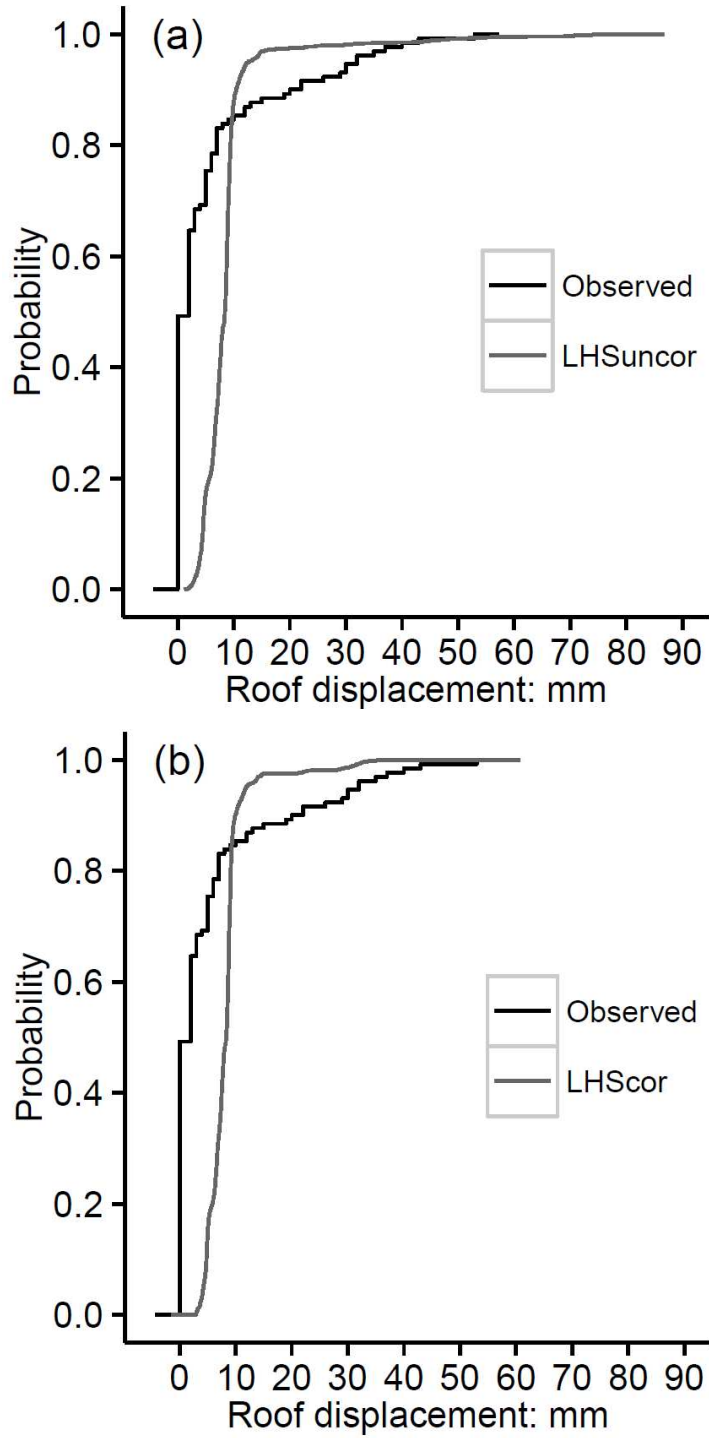 (a)
1.0
0.8
0.6
0.4
0.2
0.0
Probability
Observed
LHSuncor
0 10 20 30 40 50 60 70 80 90
Roof displacement: mm
(b)
1.0
0.8
0.6
0.4
0.2
0.0
Probability
Observed
LHScor
0 10 20 30 40 50 60 70 80 90
Roof displacement: mm